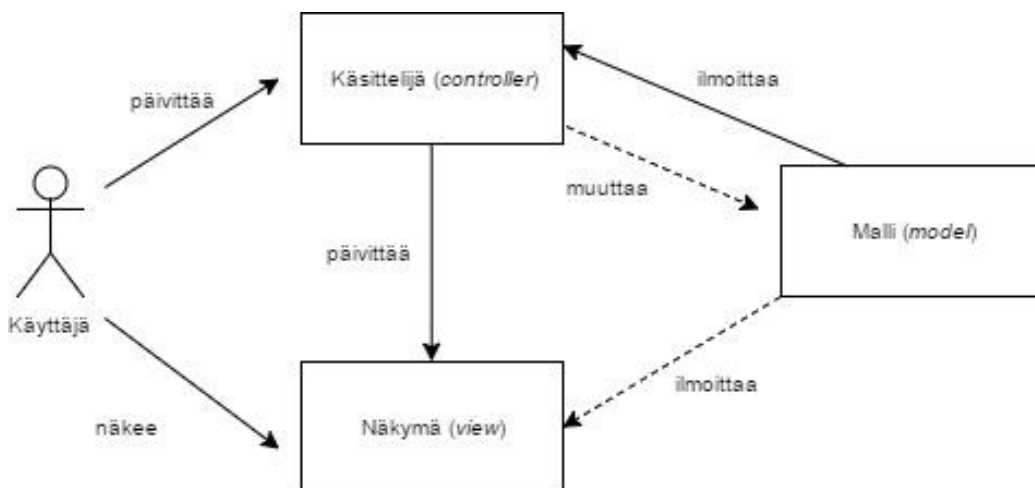 Käsittelijä (controller)
ilmoittaa
päivittää
muuttaa
Malli (model)
päivittää
Käyttäjä
ilmoittaa
näkee
Näkymä (view)